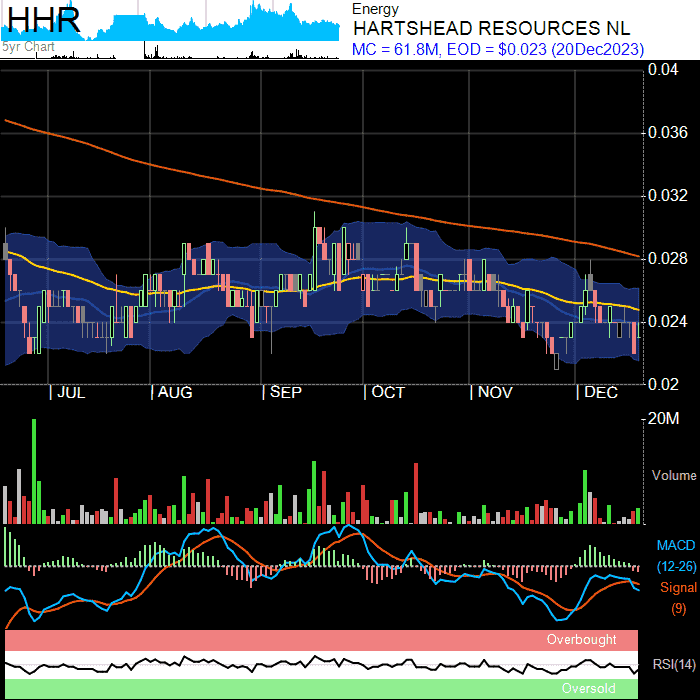 HHR
5yr Chart
Energy
HARTSHEAD RESOURCES NL
MC = 61.8M, EOD = $0.023 (20Dec2023)
0.04
0.036
0.032
0.028
0.024
0.02
JUL AUG SEP OCT NOV DEC
20M
Volume
MACD
(12-26)
Signal
(9)
Overbought
RSI(14)
Oversold